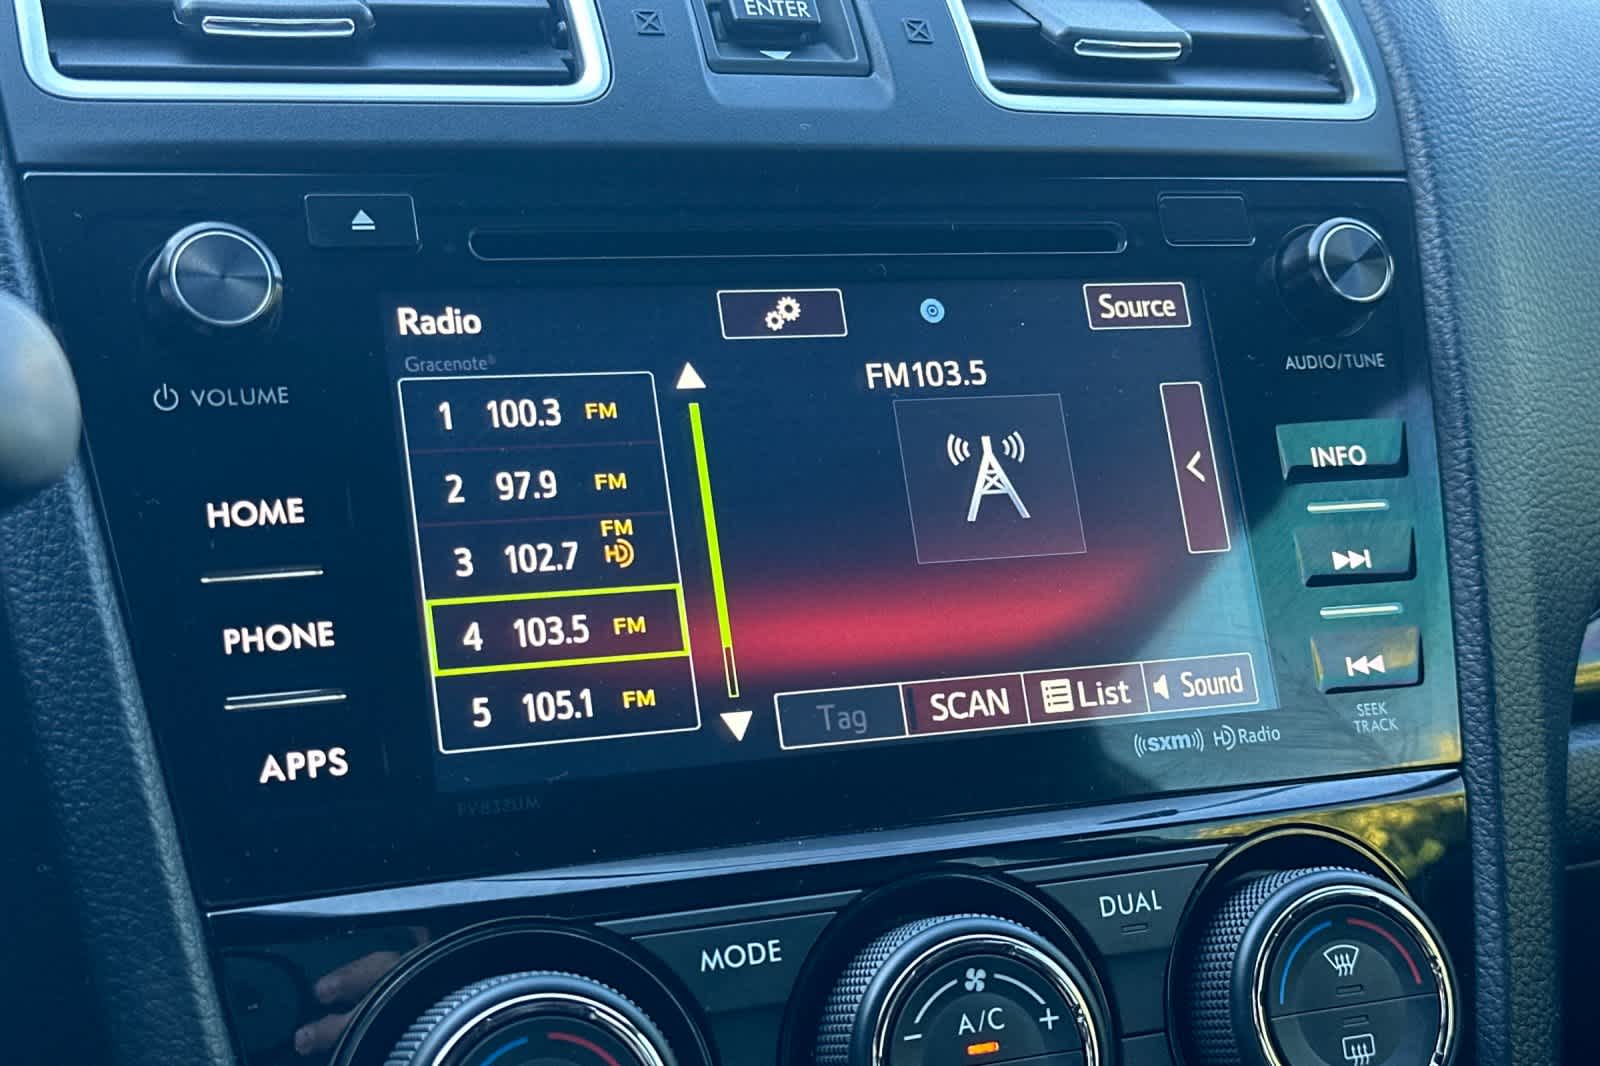 ENTER
VOLUME
AUDIO/TUNE
HOME
PHONE
APPS
Radio
Source
Gracenote®
FM103.5
1 100.3 FM
2 97.9 FM
3 102.7 FM HD
4 103.5 FM
5 105.1 FM
Tag SCAN List Sound
INFO
SEEK
TRACK
((sxm)) HD Radio
MODE
DUAL
- A/C +